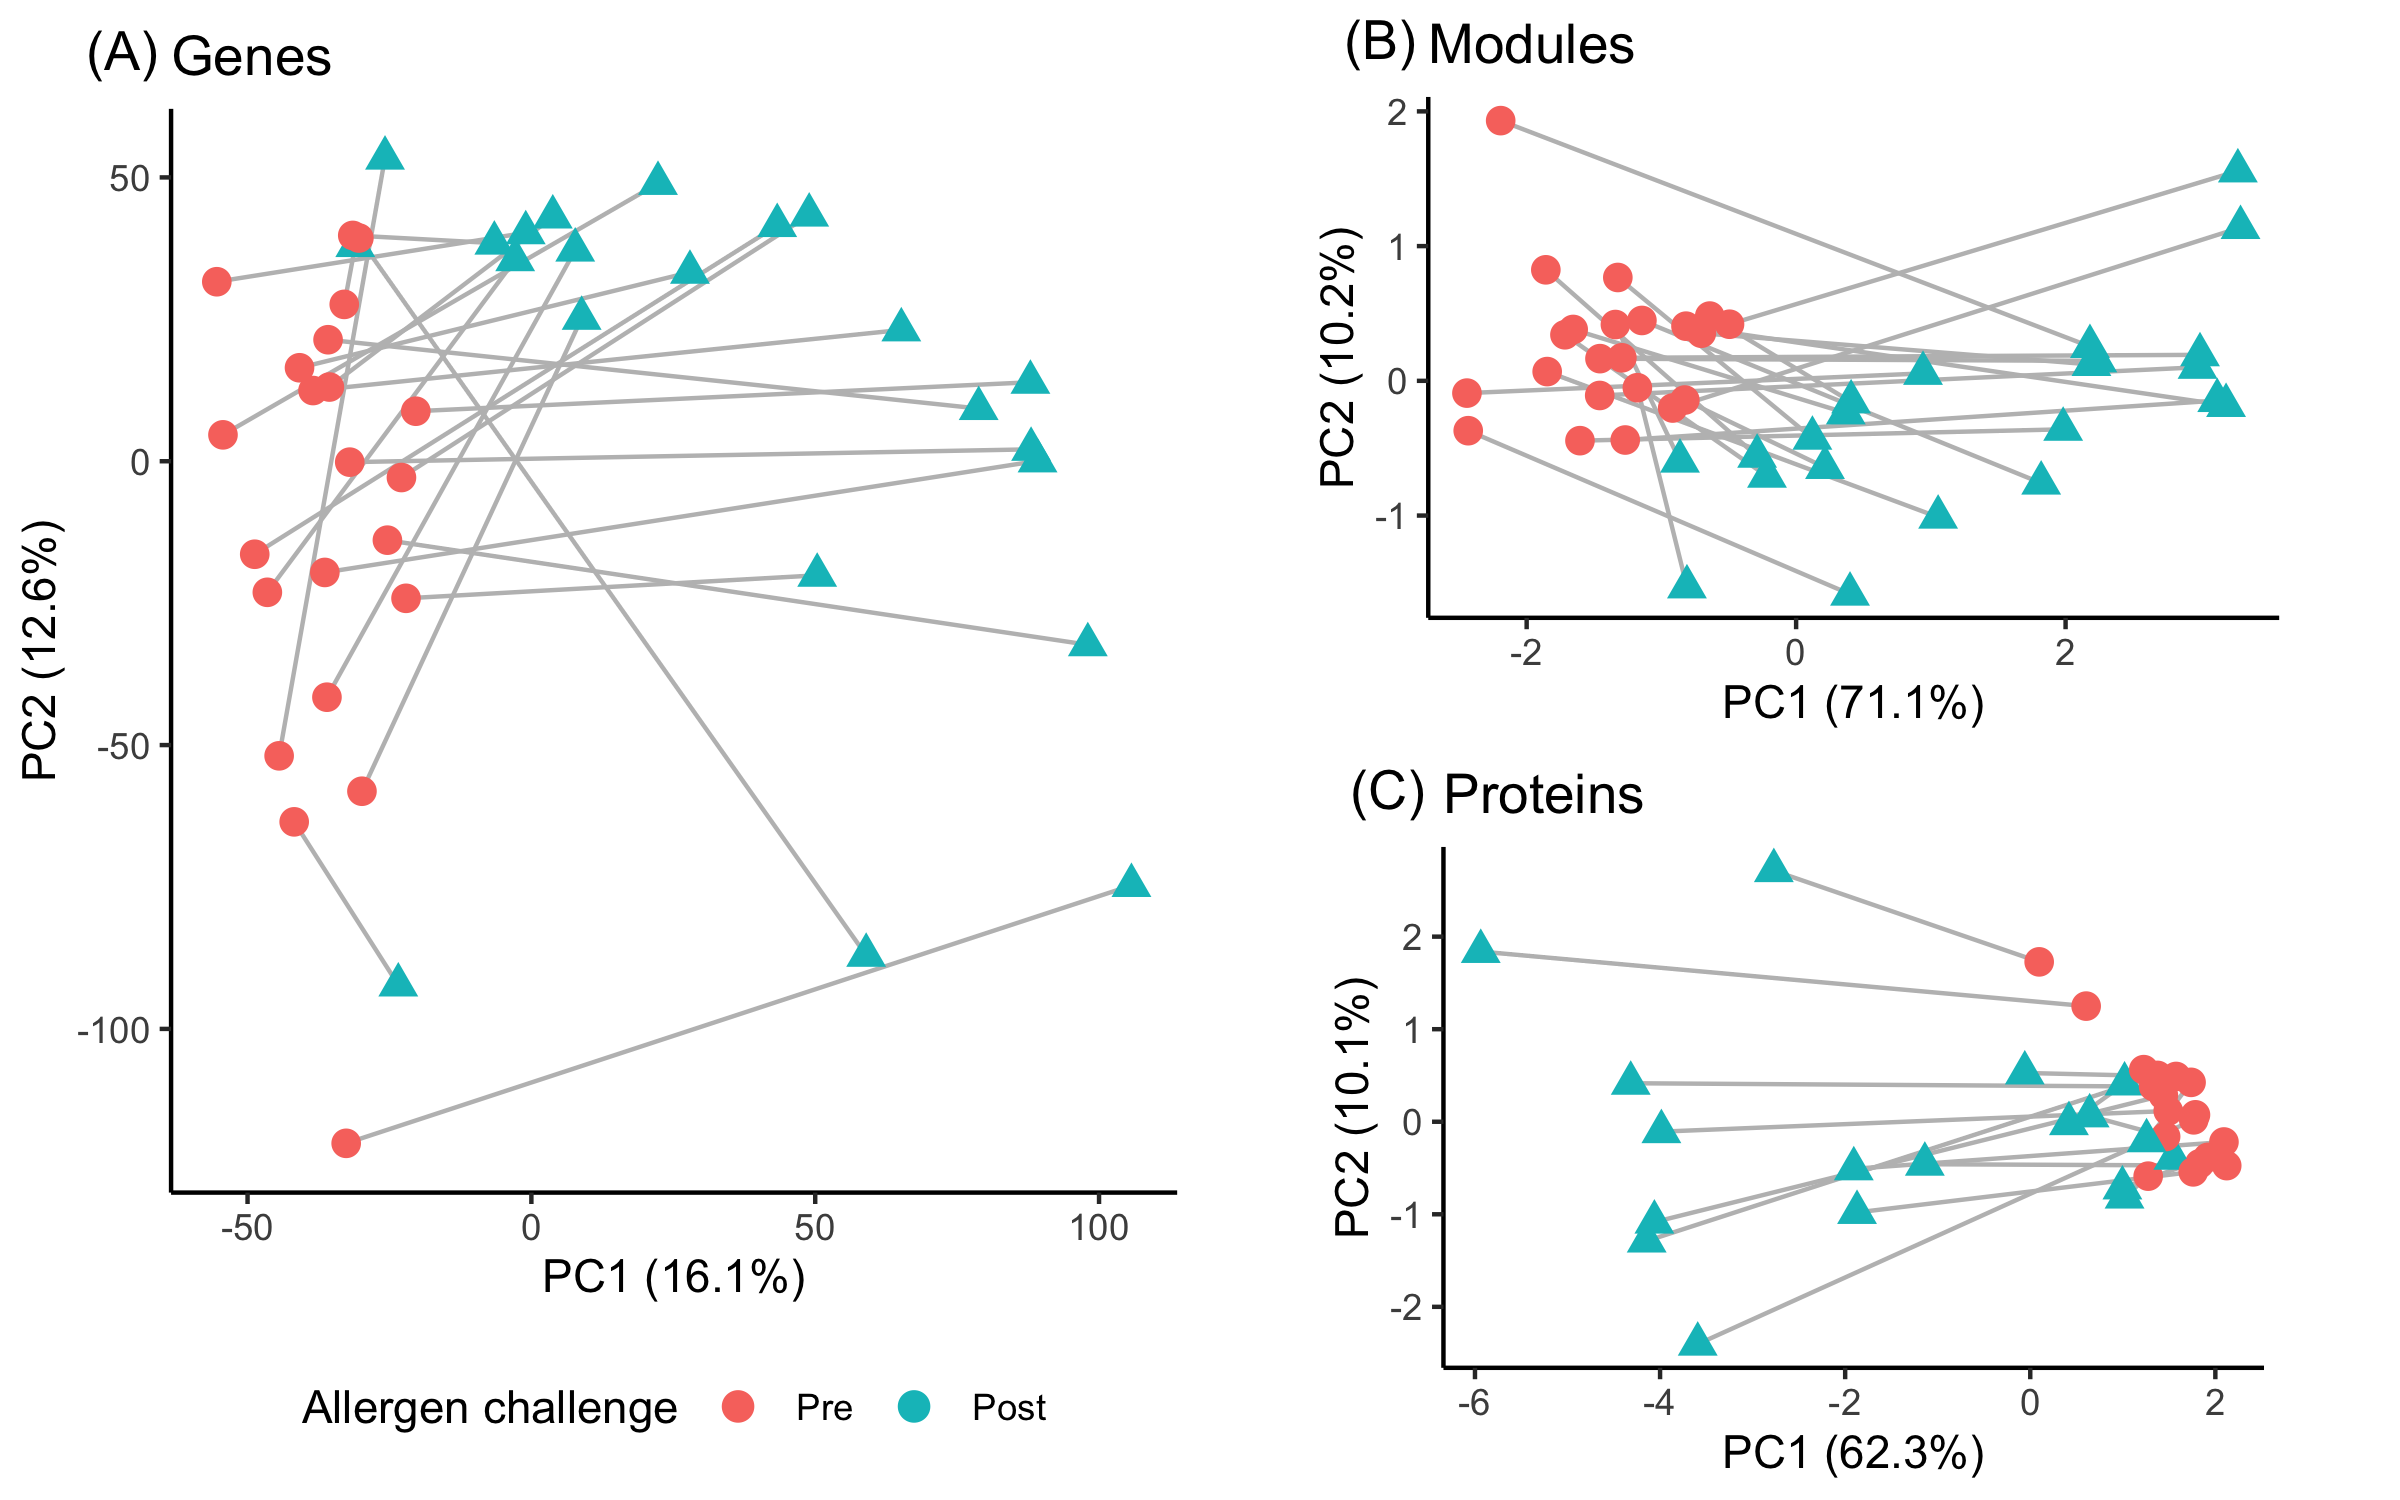 (A) Genes
50
0
-50
-100
PC2 (12.6%)
-50 0 50 100
PC1 (16.1%)
Allergen challenge Pre Post
(B) Modules
2
1
0
-1
PC2 (10.2%)
-2 0 2
PC1 (71.1%)
(C) Proteins
2
1
0
-1
-2
PC2 (10.1%)
-6 -4 -2 0 2
PC1 (62.3%)